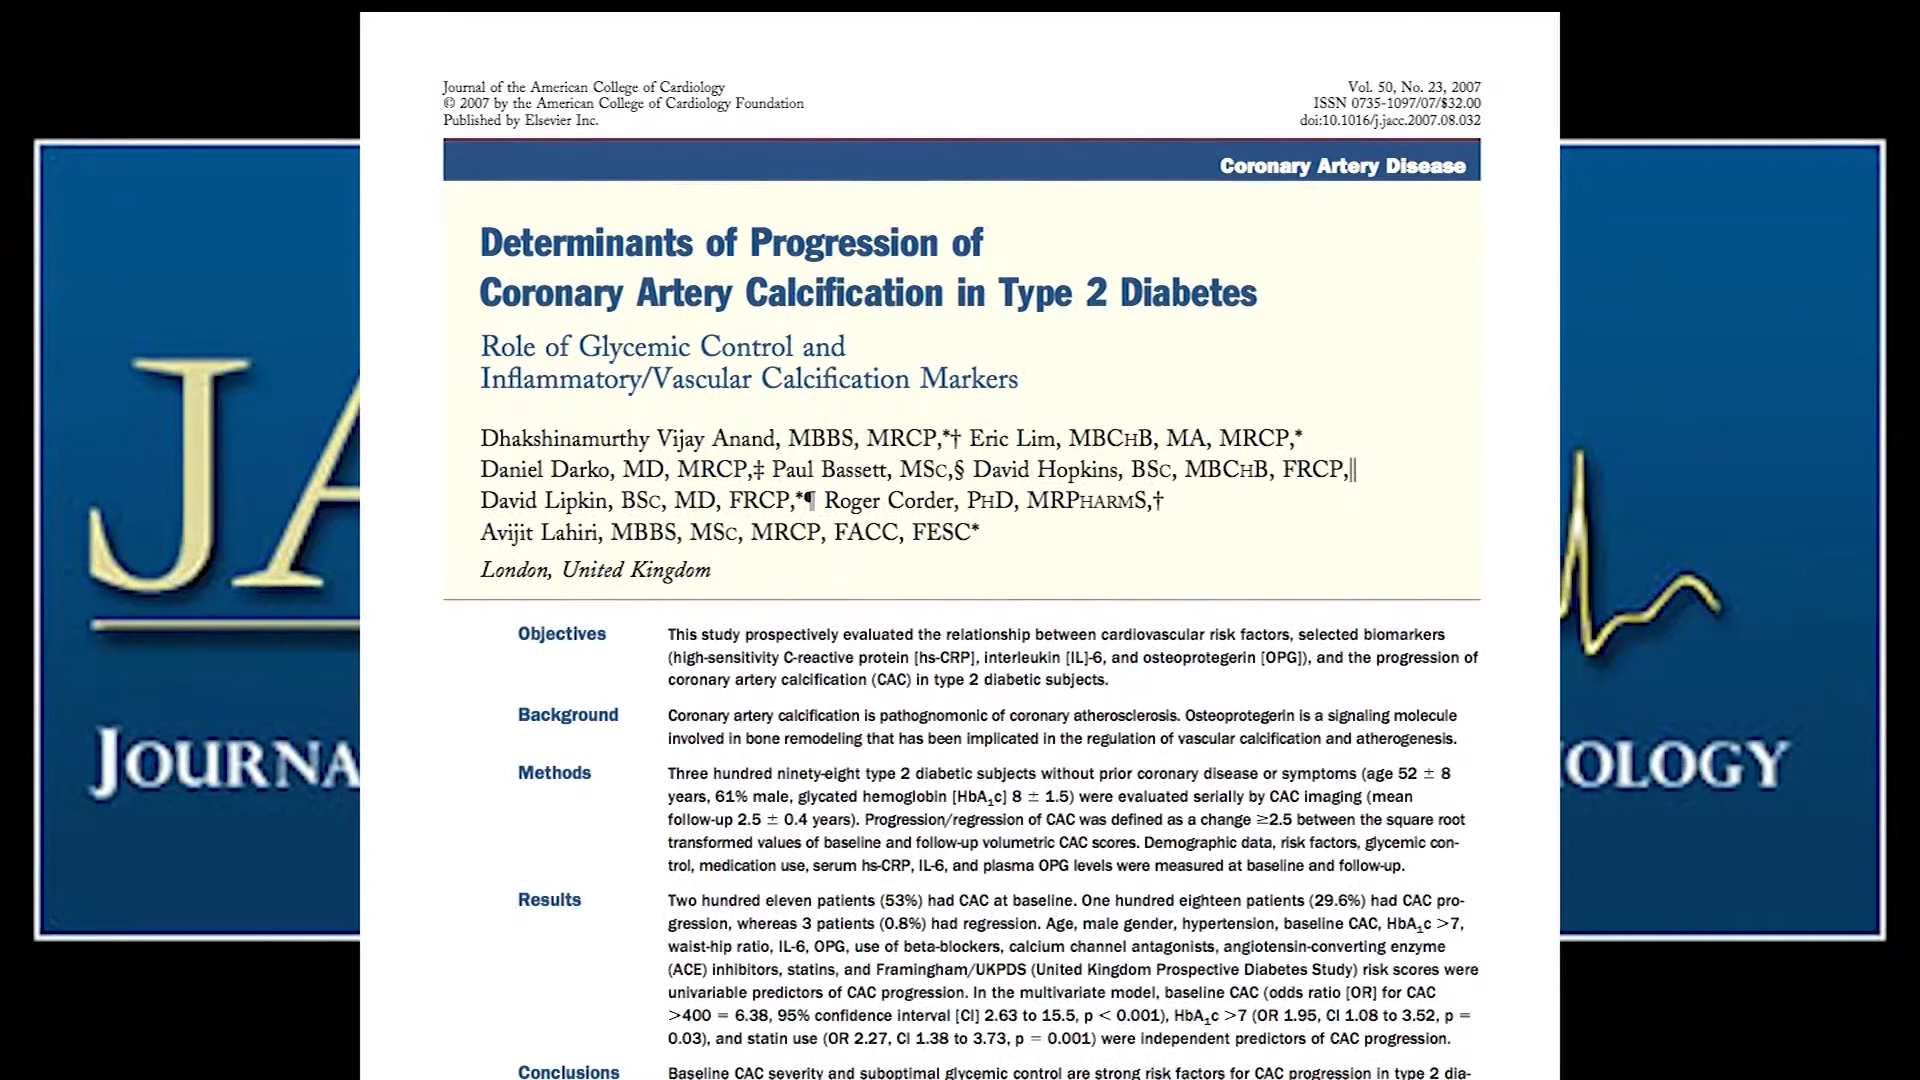 Journal of the American College of Cardiology
© 2007 by the American College of Cardiology Foundation
Published by Elsevier Inc.
Vol. 50, No. 23, 2007
ISSN 0735-1097/07/$32.00
doi:10.1016/j.jacc.2007.08.032
Coronary Artery Disease
Determinants of Progression of
Coronary Artery Calcification in Type 2 Diabetes
Role of Glycemic Control and
Inflammatory/Vascular Calcification Markers
Dhakshinamurthy Vijay Anand, MBBS, MRCP,*† Eric Lim, MBCHB, MA, MRCP,*
Daniel Darko, MD, MRCP,‡ Paul Bassett, MSC,§ David Hopkins, BSC, MBCHB, FRCP,||
David Lipkin, BSC, MD, FRCP,*¶ Roger Corder, PHD, MRPHARMS,†
Avijit Lahiri, MBBS, MSC, MRCP, FACC, FESC*
London, United Kingdom
Objectives This study prospectively evaluated the relationship between cardiovascular risk factors, selected biomarkers
(high-sensitivity C-reactive protein [hs-CRP], interleukin [IL]-6, and osteoprotegerin [OPG]), and the progression of
coronary artery calcification (CAC) in type 2 diabetic subjects.
Background Coronary artery calcification is pathognomonic of coronary atherosclerosis. Osteoprotegerin is a signaling molecule
involved in bone remodeling that has been implicated in the regulation of vascular calcification and atherogenesis.
Methods Three hundred ninety-eight type 2 diabetic subjects without prior coronary disease or symptoms (age 52 ± 8
years, 61% male, glycated hemoglobin [HbA1c] 8 ± 1.5) were evaluated serially by CAC imaging (mean
follow-up 2.5 ± 0.4 years). Progression/regression of CAC was defined as a change ≥2.5 between the square root
transformed values of baseline and follow-up volumetric CAC scores. Demographic data, risk factors, glycemic con-
trol, medication use, serum hs-CRP, IL-6, and plasma OPG levels were measured at baseline and follow-up.
Results Two hundred eleven patients (53%) had CAC at baseline. One hundred eighteen patients (29.6%) had CAC pro-
gression, whereas 3 patients (0.8%) had regression. Age, male gender, hypertension, baseline CAC, HbA1c >7,
waist-hip ratio, IL-6, OPG, use of beta-blockers, calcium channel antagonists, angiotensin-converting enzyme
(ACE) inhibitors, statins, and Framingham/UKPDS (United Kingdom Prospective Diabetes Study) risk scores were
univariable predictors of CAC progression. In the multivariate model, baseline CAC (odds ratio [OR] for CAC
>400 = 6.38, 95% confidence interval [CI] 2.63 to 15.5, p < 0.001), HbA1c >7 (OR 1.95, CI 1.08 to 3.52, p =
0.03), and statin use (OR 2.27, CI 1.38 to 3.73, p = 0.001) were independent predictors of CAC progression.
Conclusions Baseline CAC severity and suboptimal glycemic control are strong risk factors for CAC progression in type 2 dia-
JA
JOURNA
OLOGY